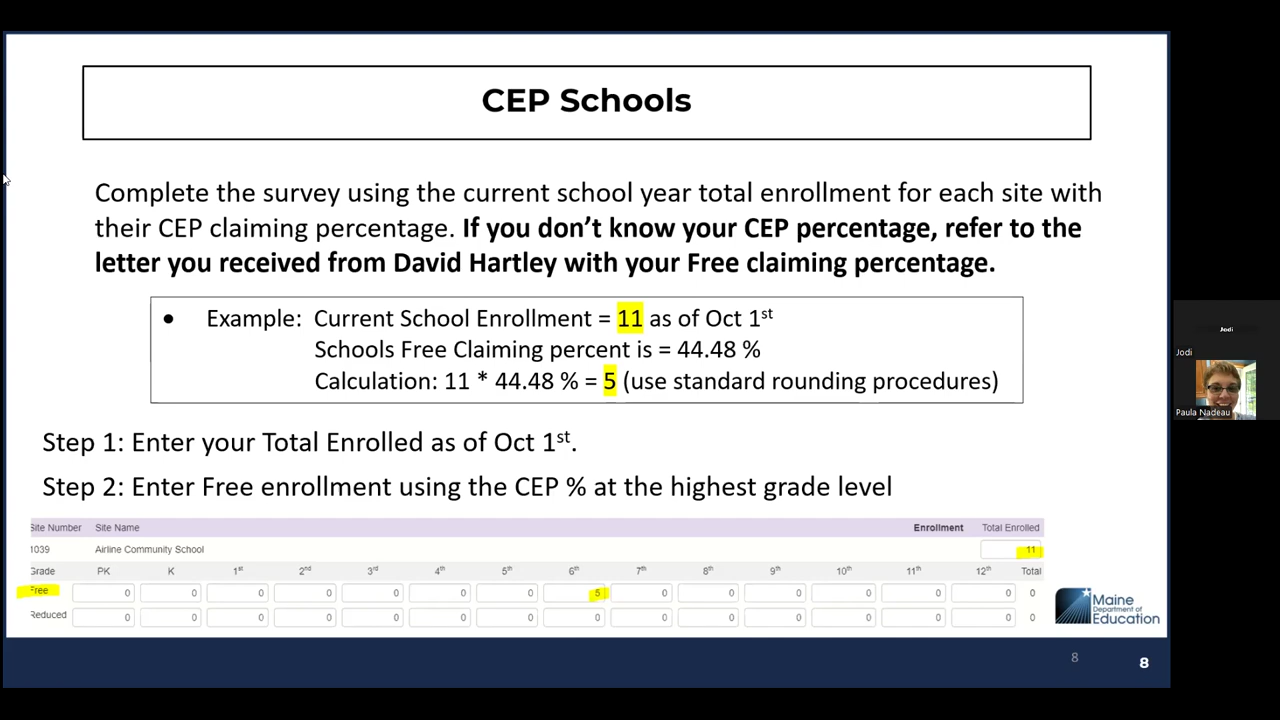 CEP Schools
Complete the survey using the current school year total enrollment for each site with
their CEP claiming percentage. If you don't know your CEP percentage, refer to the
letter you received from David Hartley with your Free claiming percentage.
• Example: Current School Enrollment = 11 as of Oct 1st
Schools Free Claiming percent is = 44.48 %
Calculation: 11 * 44.48 % = 5 (use standard rounding procedures)
Step 1: Enter your Total Enrolled as of Oct 1st.
Step 2: Enter Free enrollment using the CEP % at the highest grade level
Site Number Site Name Enrollment Total Enrolled
1039 Airline Community School 11
Grade PK K 1st 2nd 3rd 4th 5th 6th 7th 8th 9th 10th 11th 12th Total
Free 0 0 0 0 0 0 0 5 0 0 0 0 0 0 0
Reduced 0 0 0 0 0 0 0 0 0 0 0 0 0 0 0
Maine
Department of
Education
8
8
Jodi
Jodi
Paula Nadeau